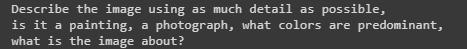 Describe the image using as much detail as possible,
is it a painting, a photograph, what colors are predominant,
what is the image about?